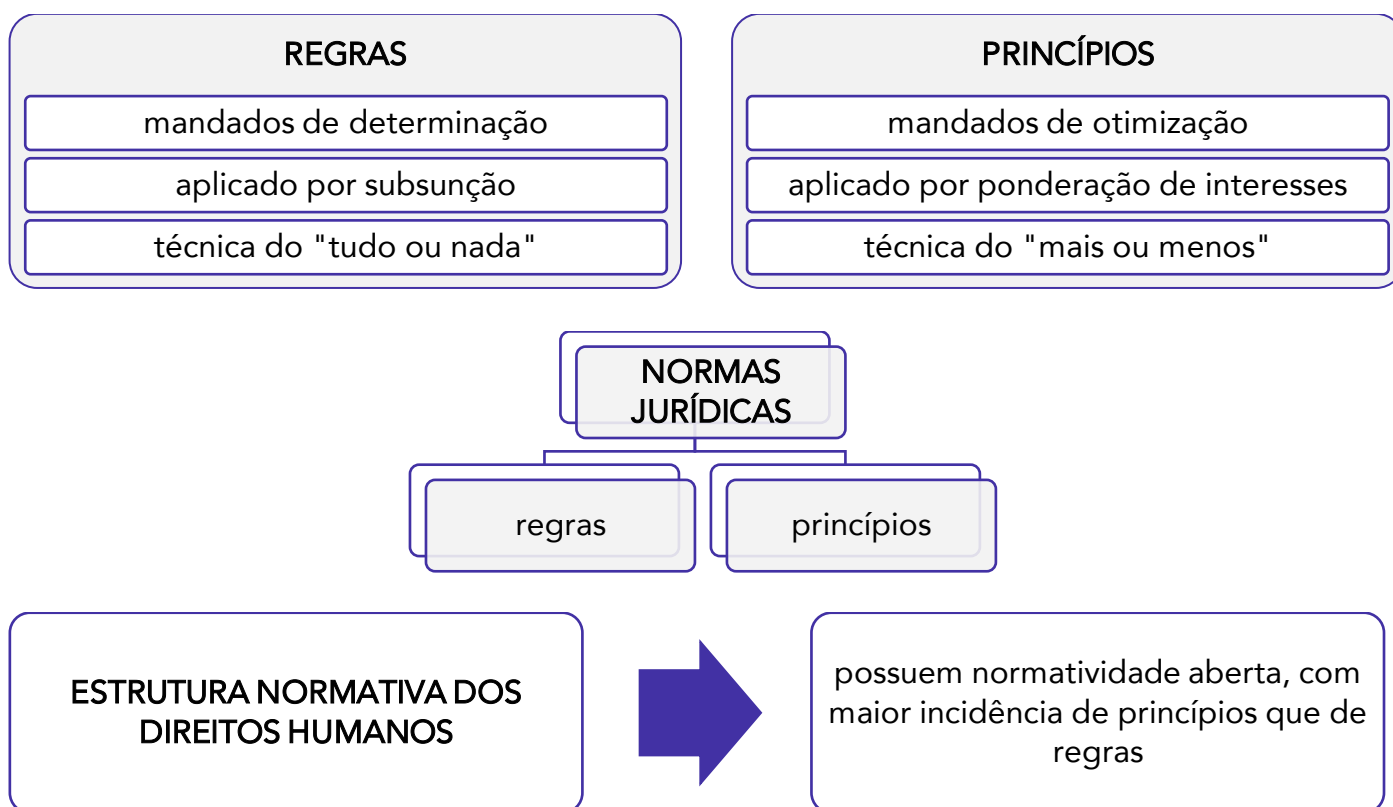 REGRAS
mandados de determinação
aplicado por subsunção
técnica do "tudo ou nada"
PRINCÍPIOS
mandados de otimização
aplicado por ponderação de interesses
técnica do "mais ou menos"
NORMAS
JURÍDICAS
regras
princípios
ESTRUTURA NORMATIVA DOS
DIREITOS HUMANOS
possuem normatividade aberta, com
maior incidência de princípios que de
regras